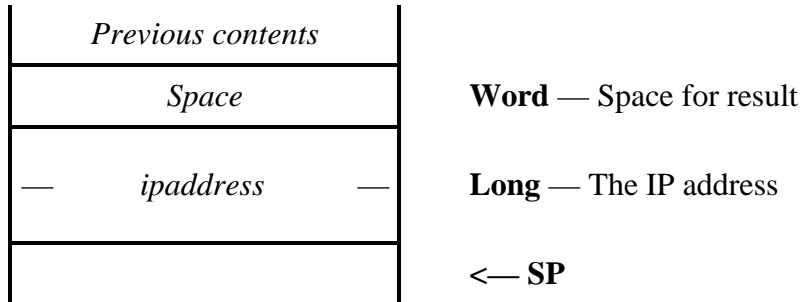 Previous contents
Space Word — Space for result
— ipaddress — Long — The IP address
<— SP